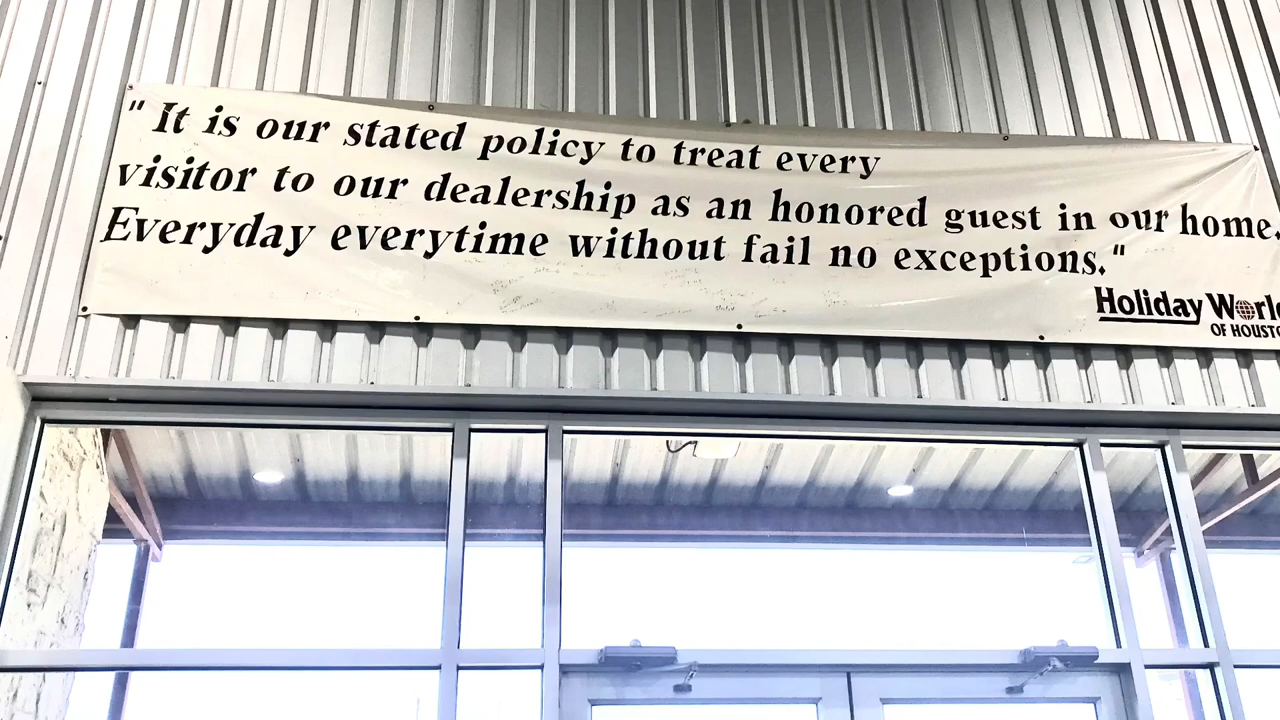 " It is our stated policy to treat every
visitor to our dealership as an honored guest in our home.
Everyday everytime without fail no exceptions."
Holiday World
OF HOUSTON